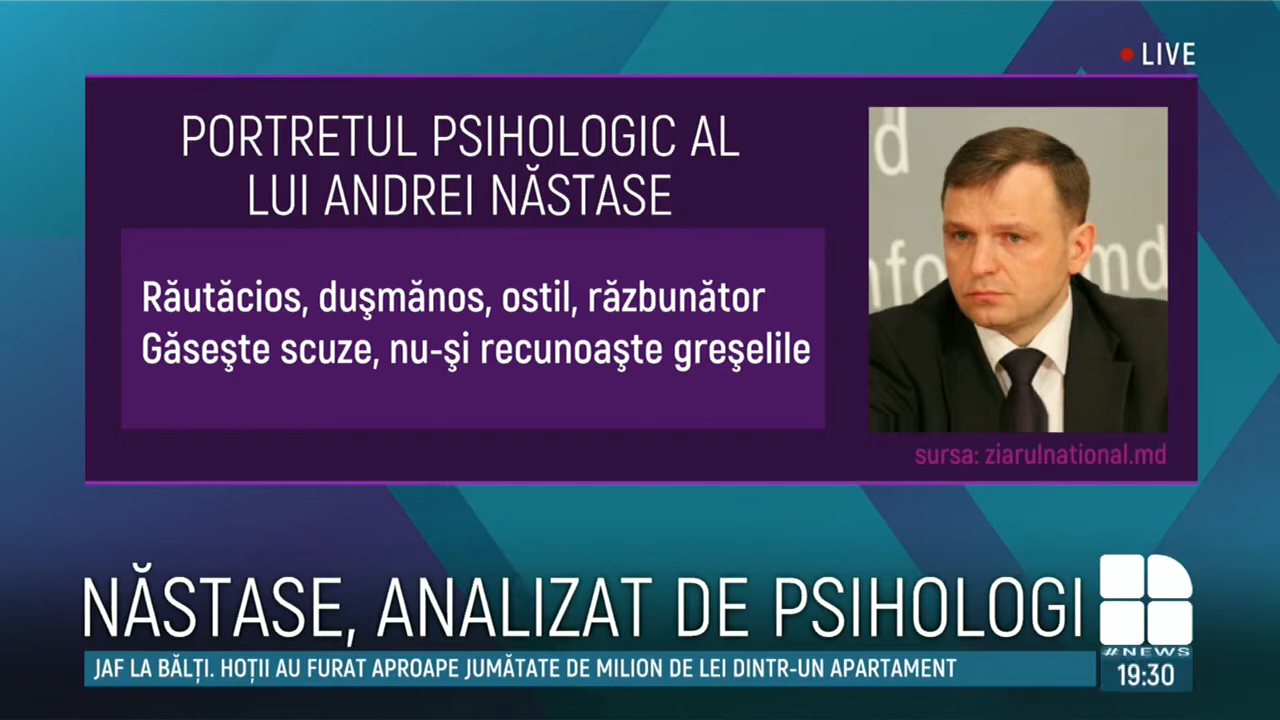 LIVE
PORTRETUL PSIHOLOGIC AL
LUI ANDREI NĂSTASE
Răutăcios, duşmănos, ostil, răzbunător
Găseşte scuze, nu-şi recunoaşte greşelile
d
nfo md
sursa: ziarulnational.md
NĂSTASE, ANALIZAT DE PSIHOLOGI
JAF LA BĂLȚI. HOȚII AU FURAT APROAPE JUMĂTATE DE MILION DE LEI DINTR-UN APARTAMENT
#NEWS
19:30